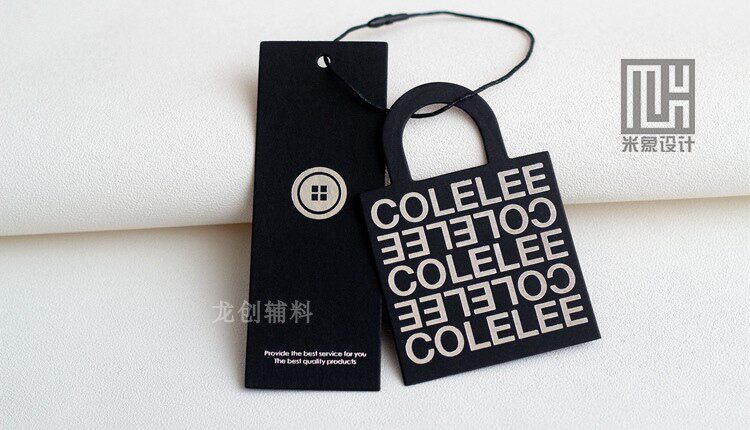 米象设计
COLELEE
COLELEE
COLELEE
COLELEE
COLELEE
龙创辅料
Provide the best service for you
The best quality products